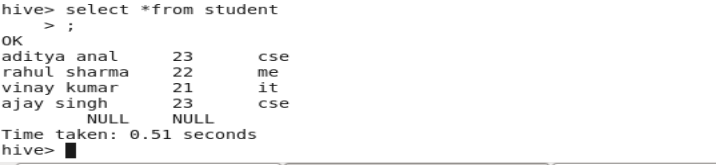 hive> select *from student
    > ;
OK
aditya anal     23      cse
rahul sharma    22      me
vinay kumar     21      it
ajay singh      23      cse
        NULL    NULL
Time taken: 0.51 seconds
hive>